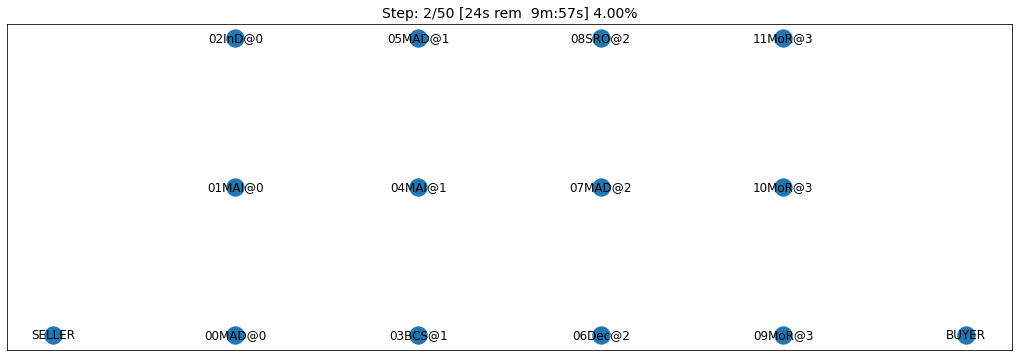 Step: 2/50 [24s rem  9m:57s] 4.00%
02InD@0 05MAD@1 08SRO@2 11MoR@3
01MAI@0 04MAI@1 07MAD@2 10MoR@3
SELLER 00MAD@0 03BCS@1 06Dec@2 09MoR@3 BUYER